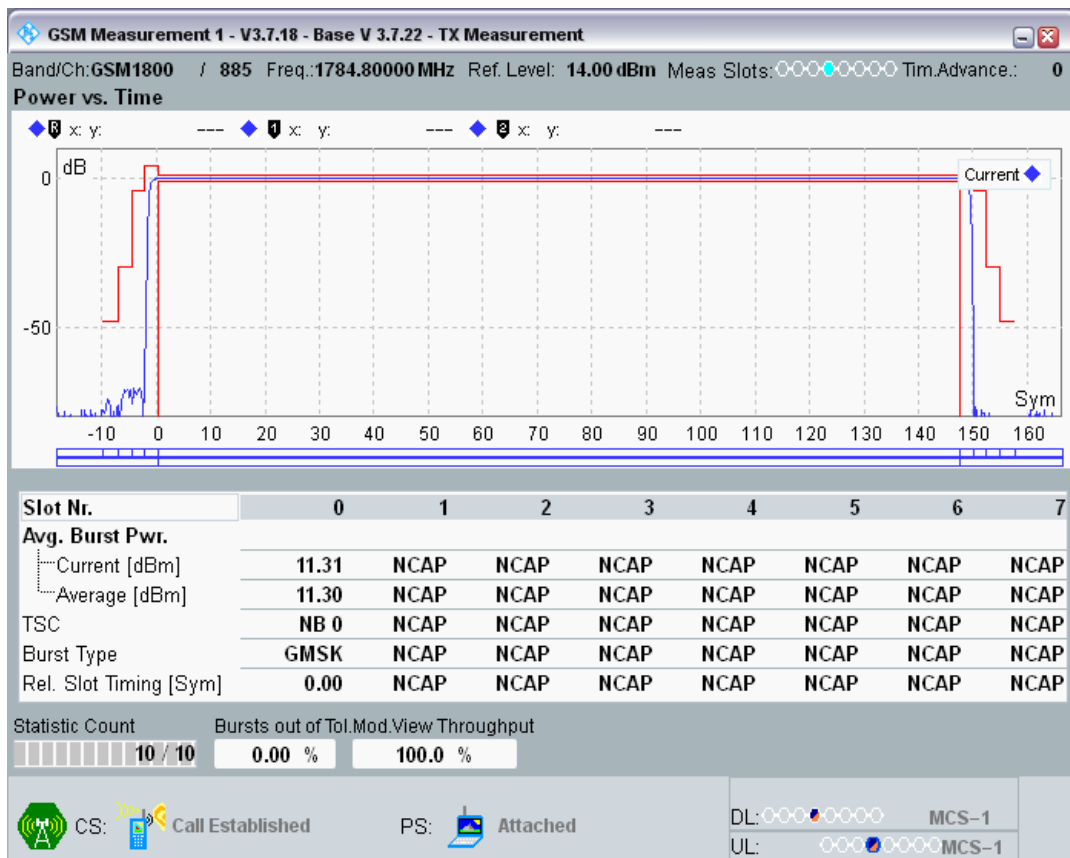 GSM Measurement 1 - V3.7.18 - Base V 3.7.22 - TX Measurement
Band/Ch:GSM1800 / 885 Freq.:1784.80000 MHz Ref. Level: 14.00 dBm Meas Slots: Tim.Advance.: 0
Power vs. Time
R x: y: --- 1 x: y: --- 2 x: y: ---
dB
Current
0
-50
Sym
-10 0 10 20 30 40 50 60 70 80 90 100 110 120 130 140 150 160
Slot Nr. 0 1 2 3 4 5 6 7
Avg. Burst Pwr.
Current [dBm] 11.31 NCAP NCAP NCAP NCAP NCAP NCAP NCAP
Average [dBm] 11.30 NCAP NCAP NCAP NCAP NCAP NCAP NCAP
TSC NB 0 NCAP NCAP NCAP NCAP NCAP NCAP NCAP
Burst Type GMSK NCAP NCAP NCAP NCAP NCAP NCAP NCAP
Rel. Slot Timing [Sym] 0.00 NCAP NCAP NCAP NCAP NCAP NCAP NCAP
Statistic Count Bursts out of Tol.Mod.View Throughput
10 / 10 0.00 % 100.0 %
CS: Call Established PS: Attached
DL: MCS-1
UL: MCS-1